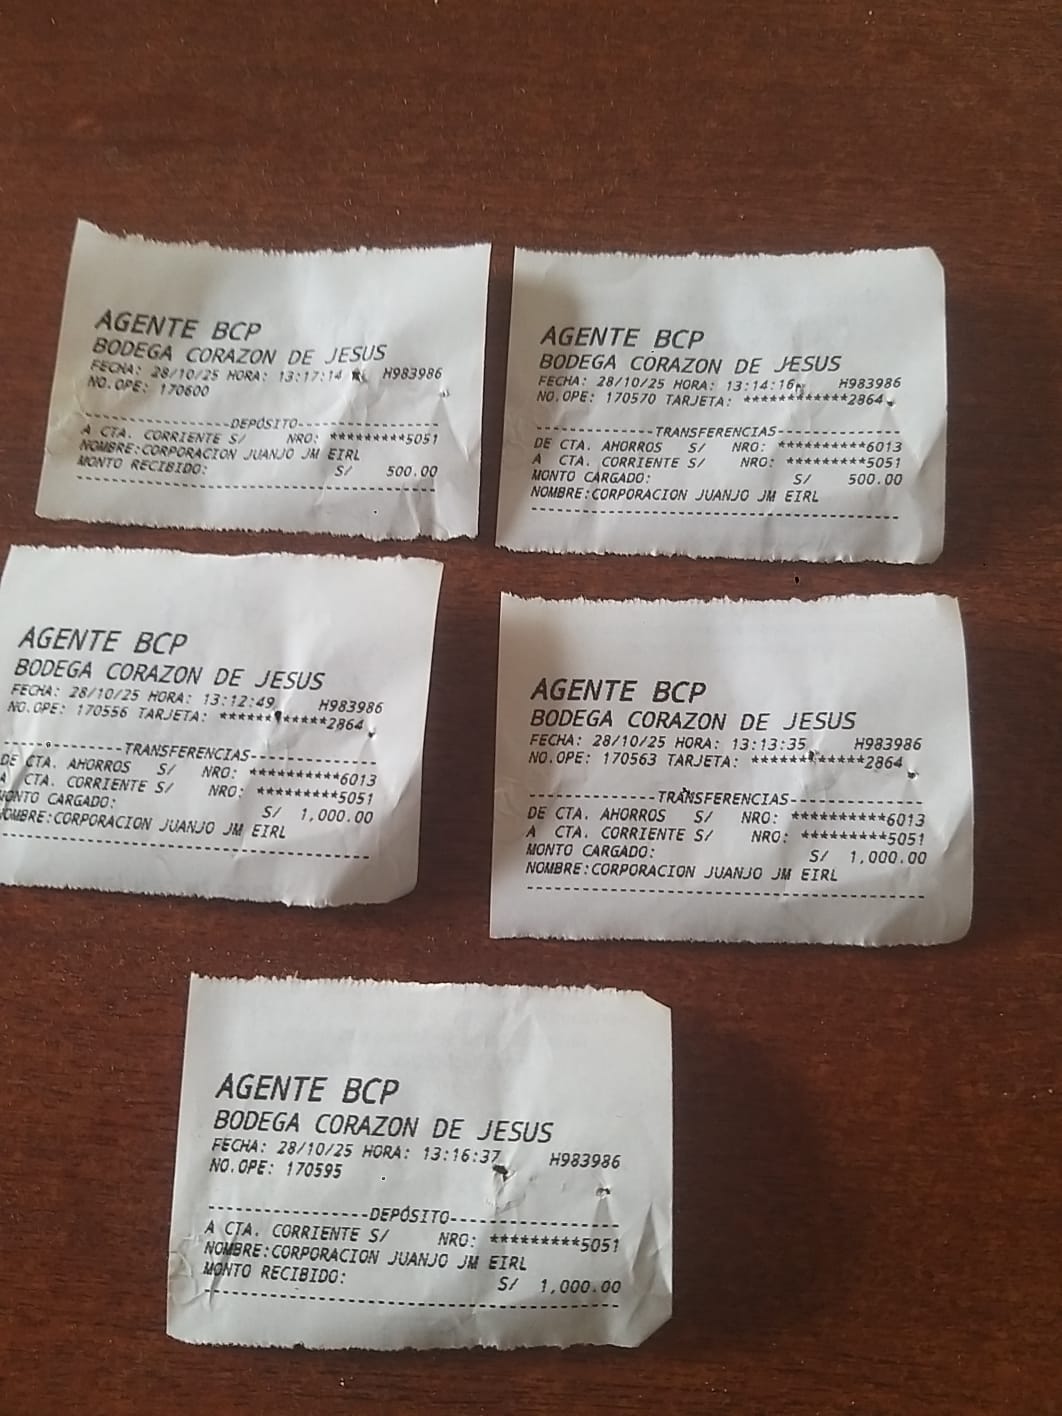 AGENTE BCP
BODEGA CORAZON DE JESUS
FECHA: 28/10/25 HORA: 13:17:14 H983986
NO.OPE: 170600
DEPÓSITO
A CTA. CORRIENTE S/ NRO: *********5051
NOMBRE:CORPORACION JUANJO JM EIRL
MONTO RECIBIDO: S/ 500.00
AGENTE BCP
BODEGA CORAZON DE JESUS
FECHA: 28/10/25 HORA: 13:14:16 H983986
NO.OPE: 170570 TARJETA: ************2864
TRANSFERENCIAS
DE CTA. AHORROS S/ NRO: **********6013
A CTA. CORRIENTE S/ NRO: *********5051
MONTO CARGADO: S/ 500.00
NOMBRE:CORPORACION JUANJO JM EIRL
AGENTE BCP
BODEGA CORAZON DE JESUS
FECHA: 28/10/25 HORA: 13:12:49 H983986
NO.OPE: 170556 TARJETA: ************2864
TRANSFERENCIAS
DE CTA. AHORROS S/ NRO: **********6013
A CTA. CORRIENTE S/ NRO: *********5051
MONTO CARGADO: S/ 1,000.00
NOMBRE:CORPORACION JUANJO JM EIRL
AGENTE BCP
BODEGA CORAZON DE JESUS
FECHA: 28/10/25 HORA: 13:13:35 H983986
NO.OPE: 170563 TARJETA: ************2864
TRANSFERENCIAS
DE CTA. AHORROS S/ NRO: **********6013
A CTA. CORRIENTE S/ NRO: *********5051
MONTO CARGADO: S/ 1,000.00
NOMBRE:CORPORACION JUANJO JM EIRL
AGENTE BCP
BODEGA CORAZON DE JESUS
FECHA: 28/10/25 HORA: 13:16:37 H983986
NO.OPE: 170595
DEPÓSITO
A CTA. CORRIENTE S/ NRO: *********5051
NOMBRE:CORPORACION JUANJO JM EIRL
MONTO RECIBIDO: S/ 1,000.00